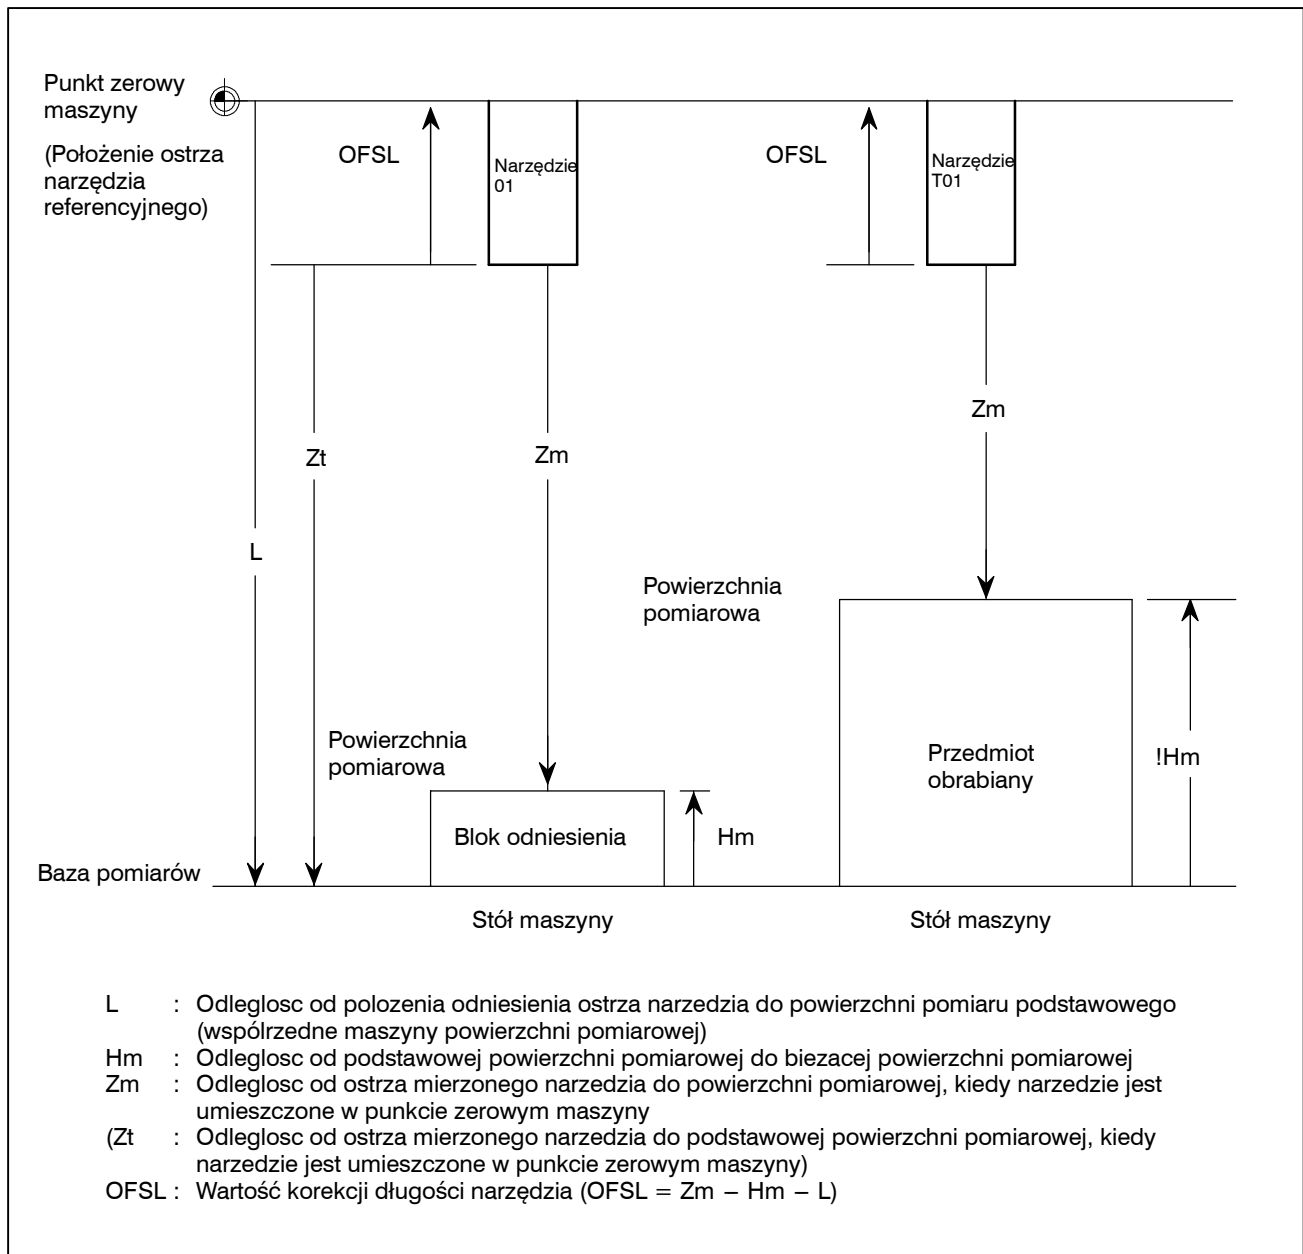 Punkt zerowy
maszyny
(Położenie ostrza
narzędzia
referencyjnego)
OFSL
Narzędzie
01
OFSL
Narzędzie
T01
Zm
Zt
Zm
L
Powierzchnia
pomiarowa
Powierzchnia
pomiarowa
Przedmiot
obrabiany
!Hm
Blok odniesienia
Hm
Baza pomiarów
Stół maszyny
Stół maszyny
L : Odleglosc od polozenia odniesienia ostrza narzedzia do powierzchni pomiaru podstawowego
(wspólrzedne maszyny powierzchni pomiarowej)
Hm : Odleglosc od podstawowej powierzchni pomiarowej do biezacej powierzchni pomiarowej
Zm : Odleglosc od ostrza mierzonego narzedzia do powierzchni pomiarowej, kiedy narzedzie jest
umieszczone w punkcie zerowym maszyny
(Zt : Odleglosc od ostrza mierzonego narzedzia do podstawowej powierzchni pomiarowej, kiedy
narzedzie jest umieszczone w punkcie zerowym maszyny)
OFSL : Wartość korekcji długości narzędzia (OFSL = Zm – Hm – L)